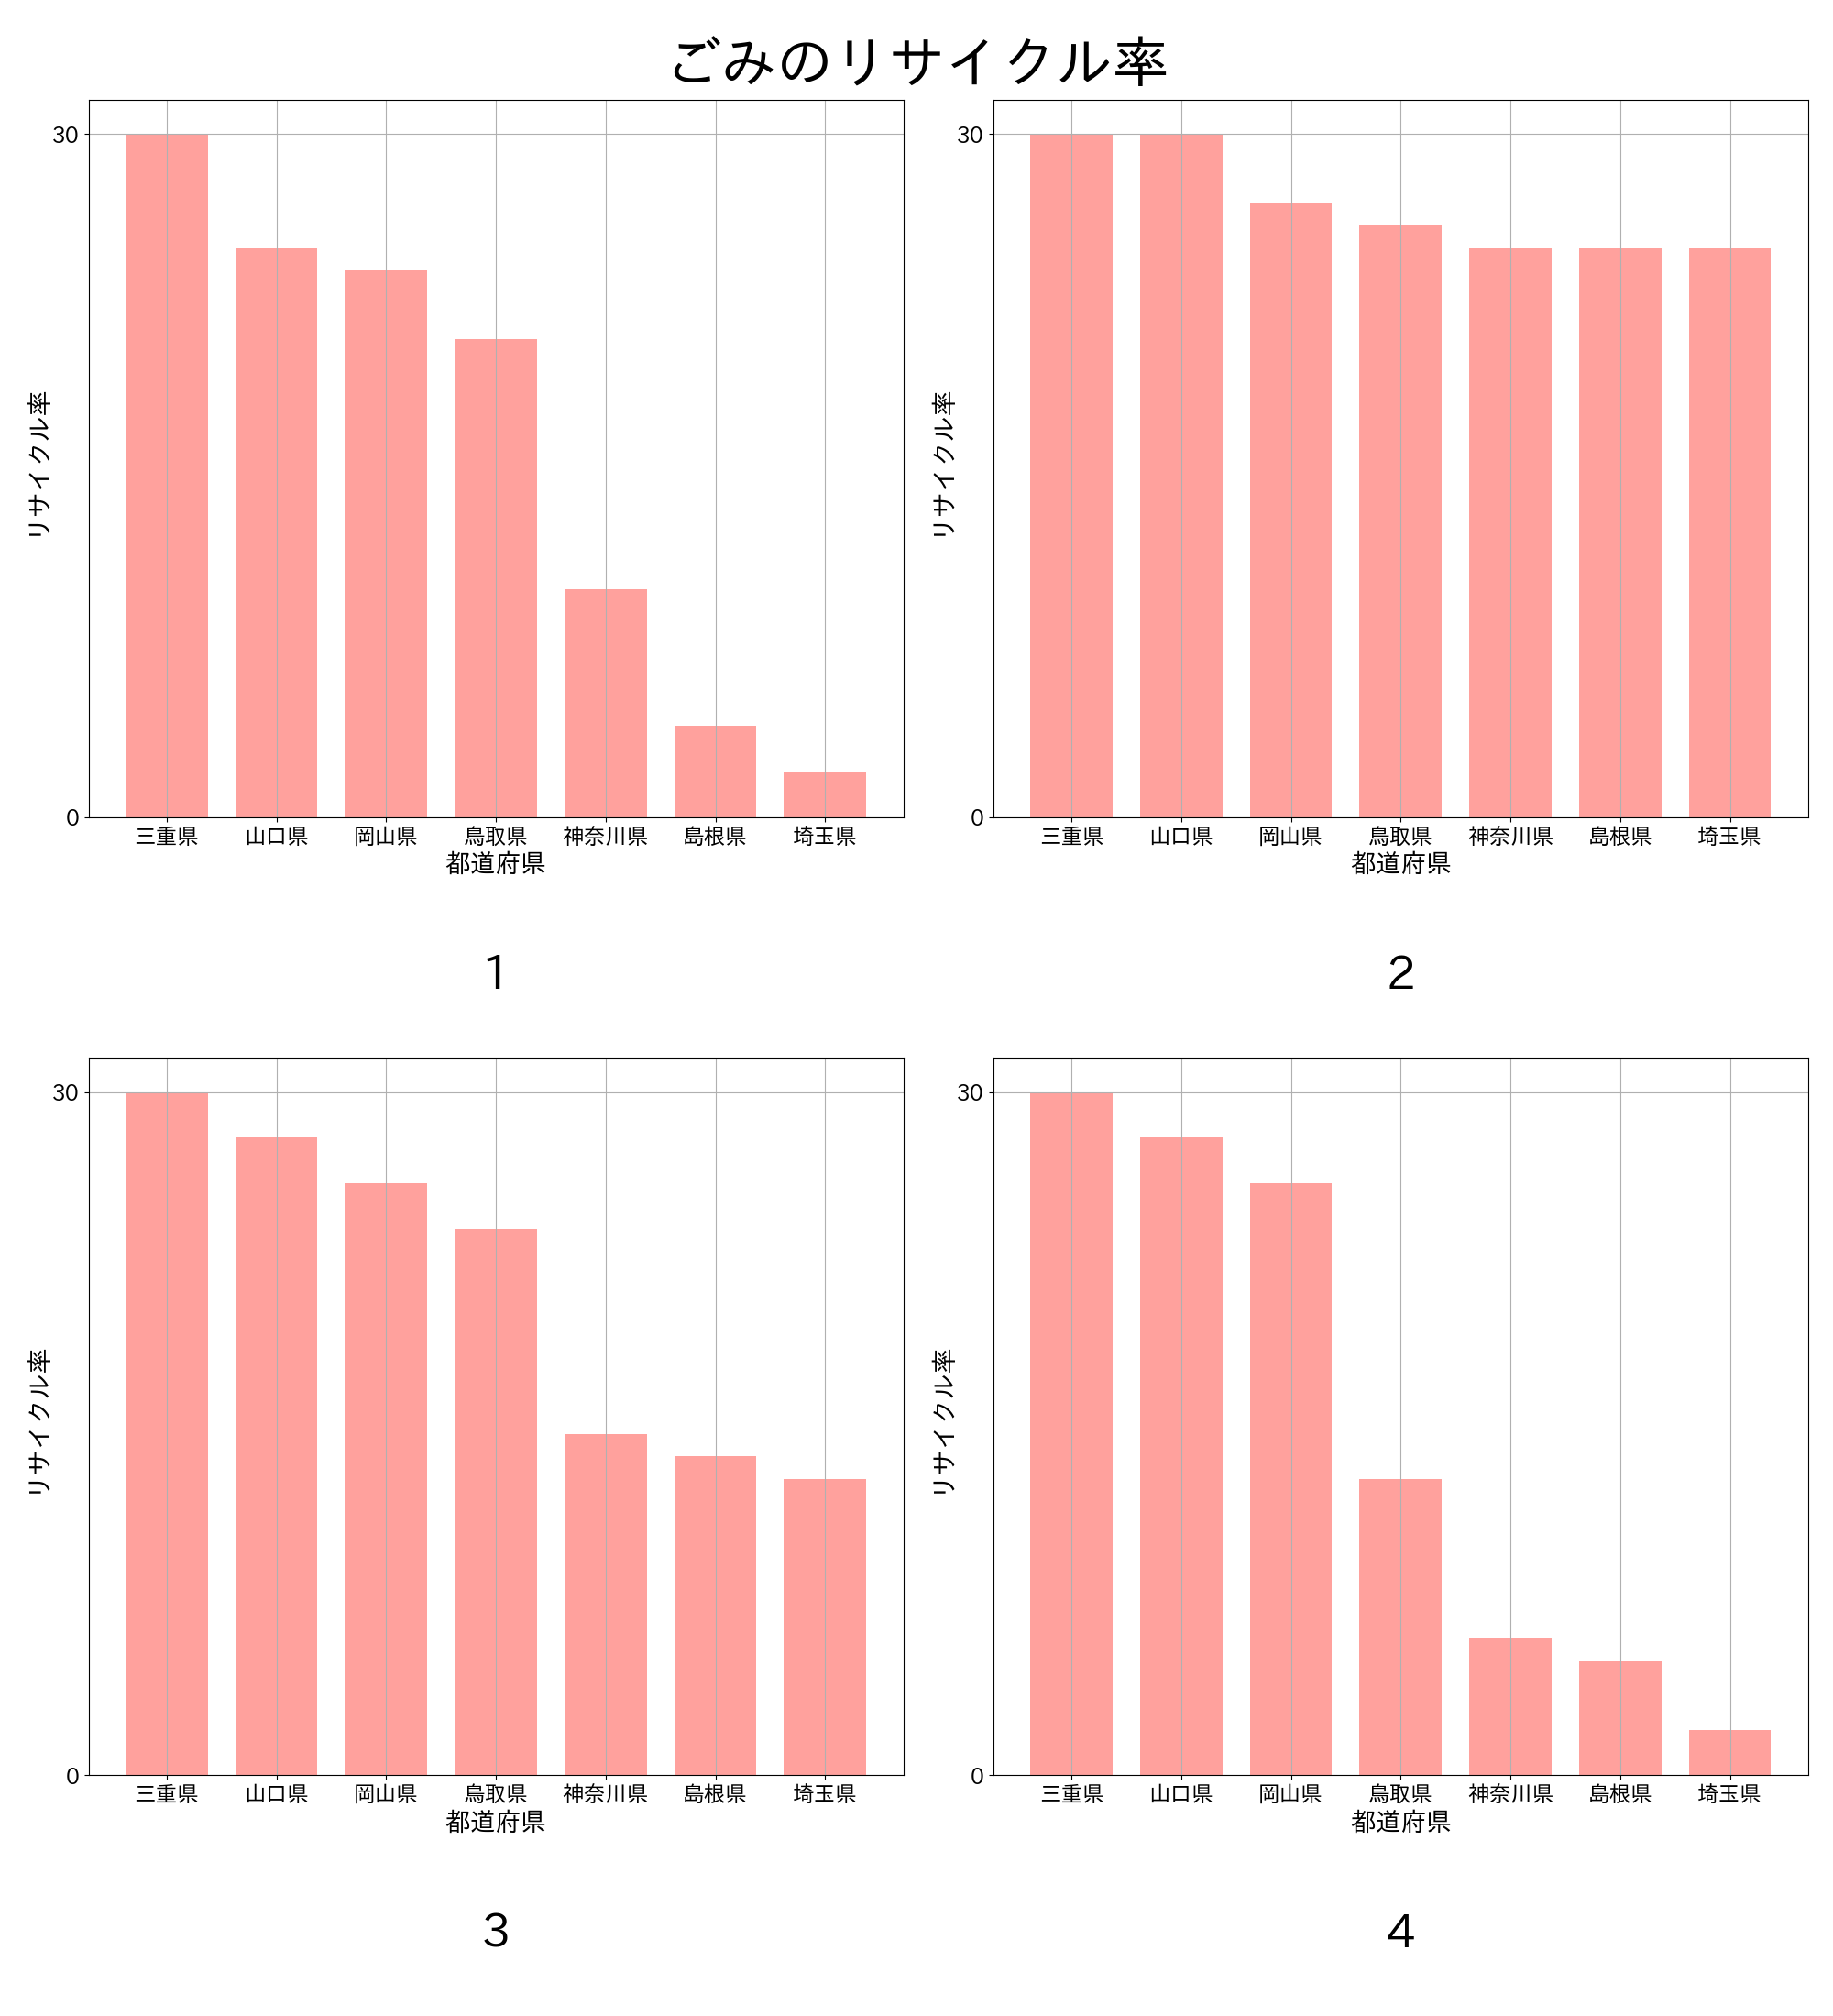 ごみのリサイクル率
30
0
リサイクル率
三重県 山口県 岡山県 鳥取県 神奈川県 島根県 埼玉県
都道府県
1
30
0
リサイクル率
三重県 山口県 岡山県 鳥取県 神奈川県 島根県 埼玉県
都道府県
2
30
0
リサイクル率
三重県 山口県 岡山県 鳥取県 神奈川県 島根県 埼玉県
都道府県
3
30
0
リサイクル率
三重県 山口県 岡山県 鳥取県 神奈川県 島根県 埼玉県
都道府県
4